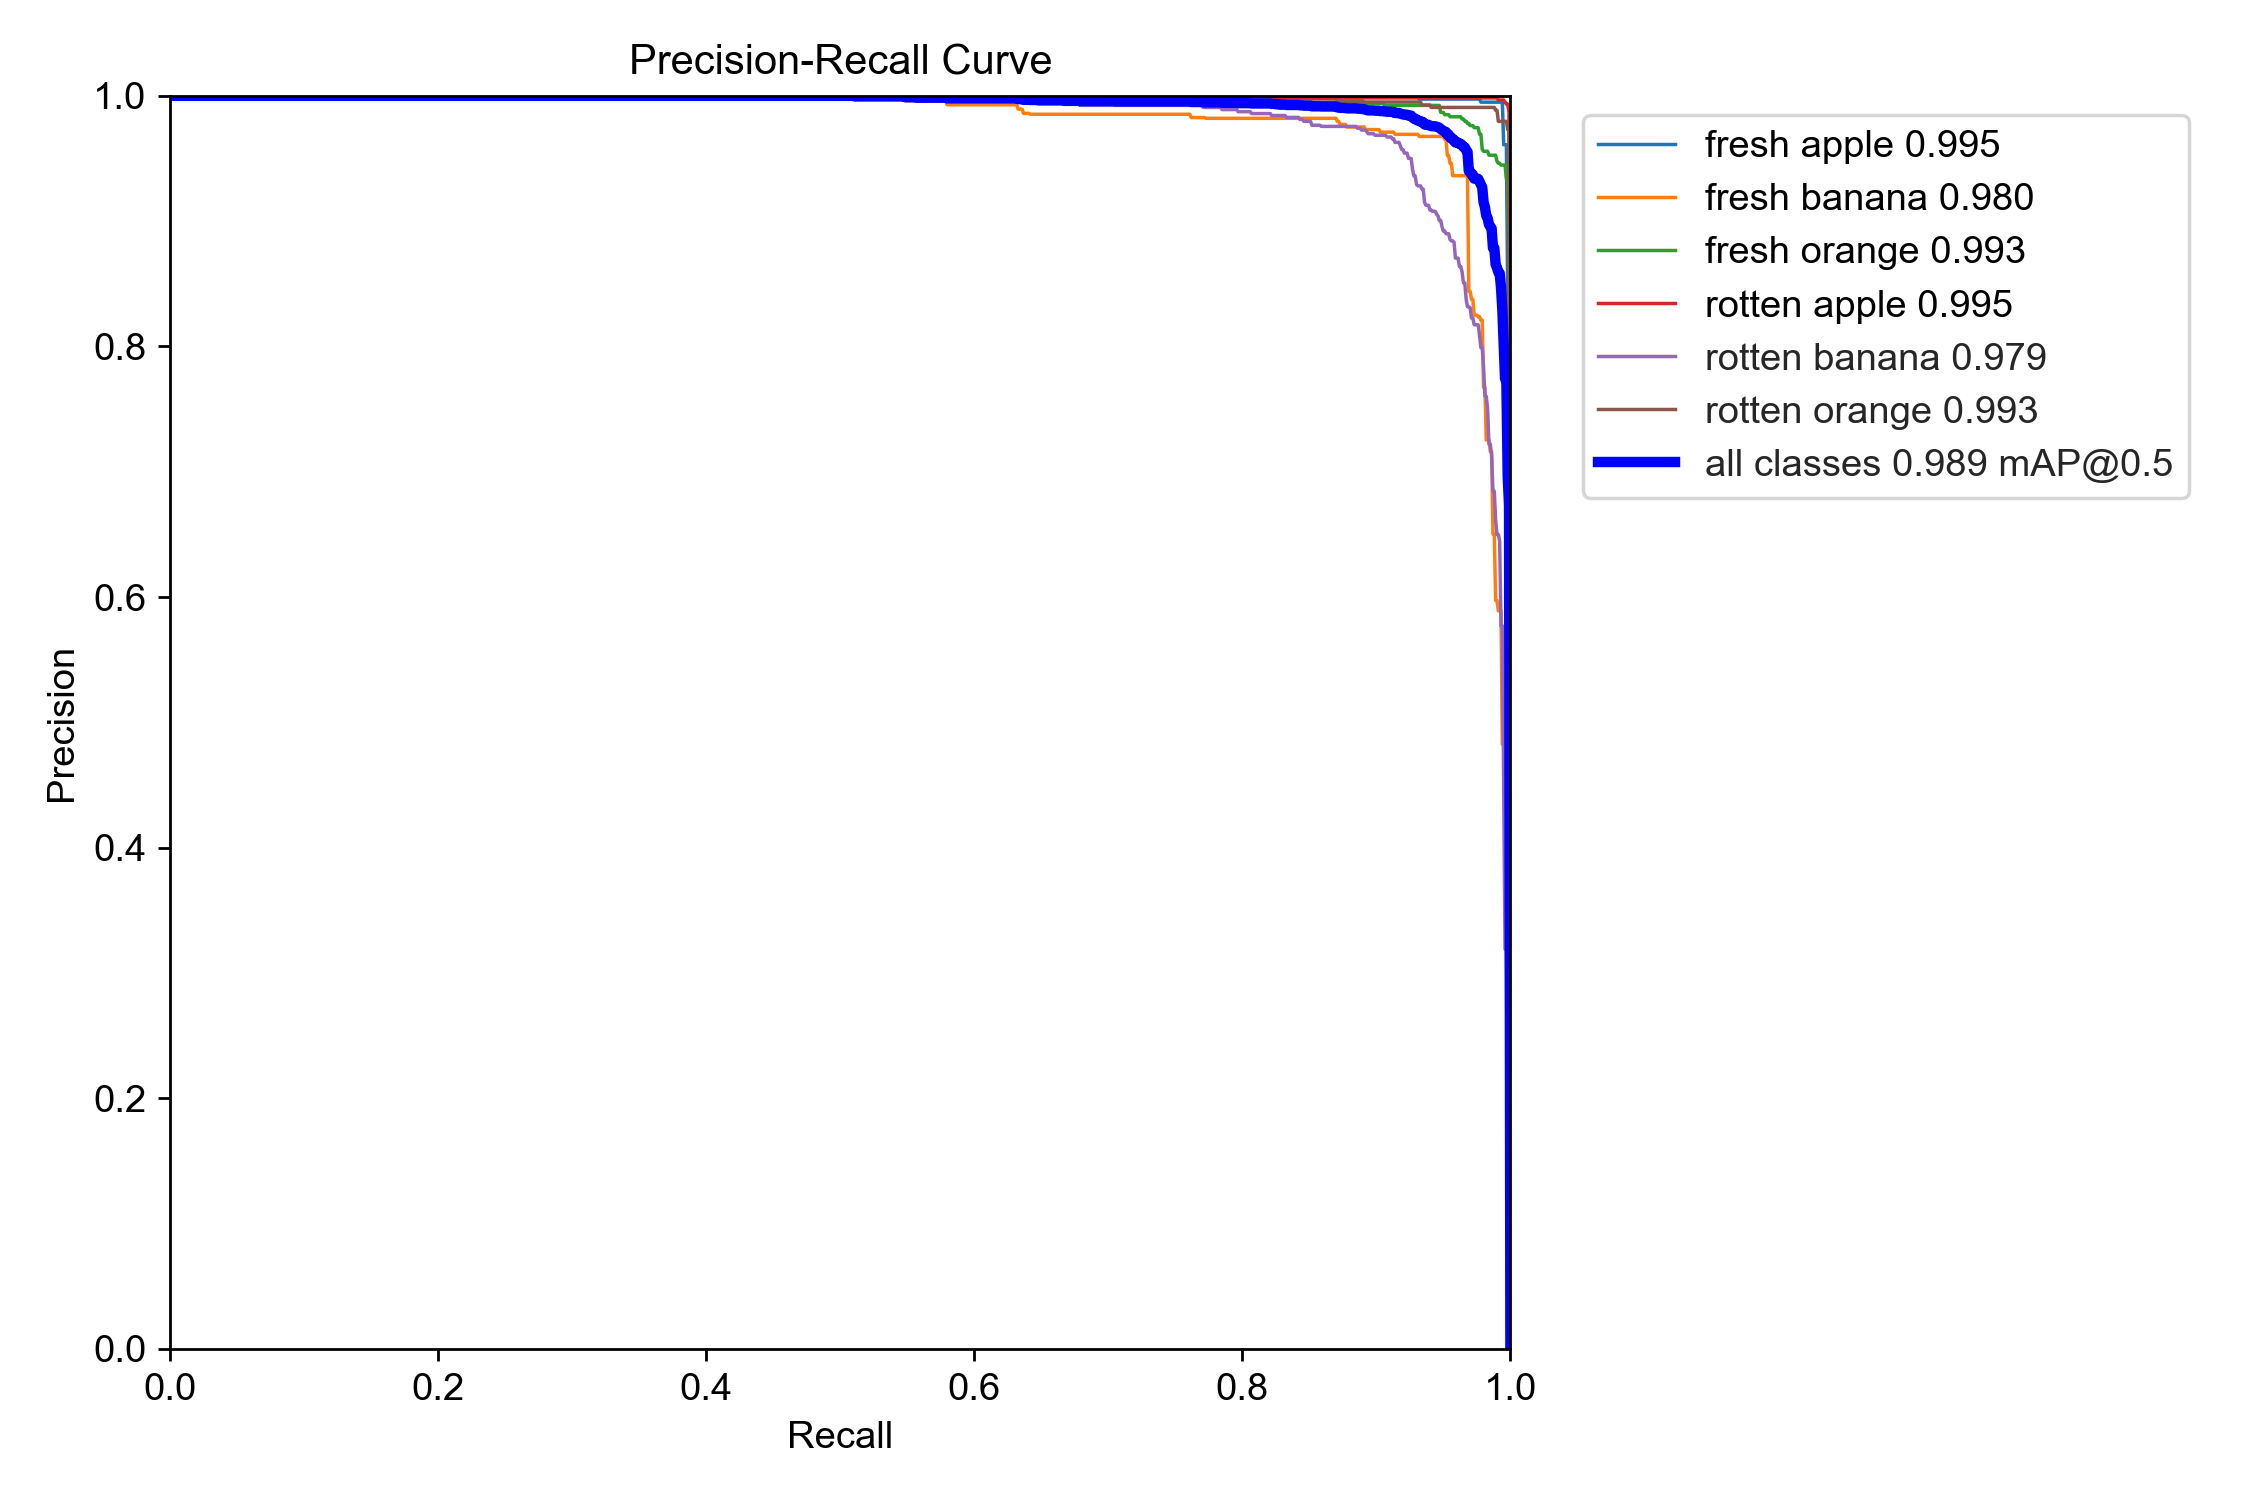 Precision-Recall Curve
1.0
0.8
0.6
0.4
0.2
0.0
Precision
0.0 0.2 0.4 0.6 0.8 1.0
Recall
fresh apple 0.995
fresh banana 0.980
fresh orange 0.993
rotten apple 0.995
rotten banana 0.979
rotten orange 0.993
all classes 0.989 mAP@0.5